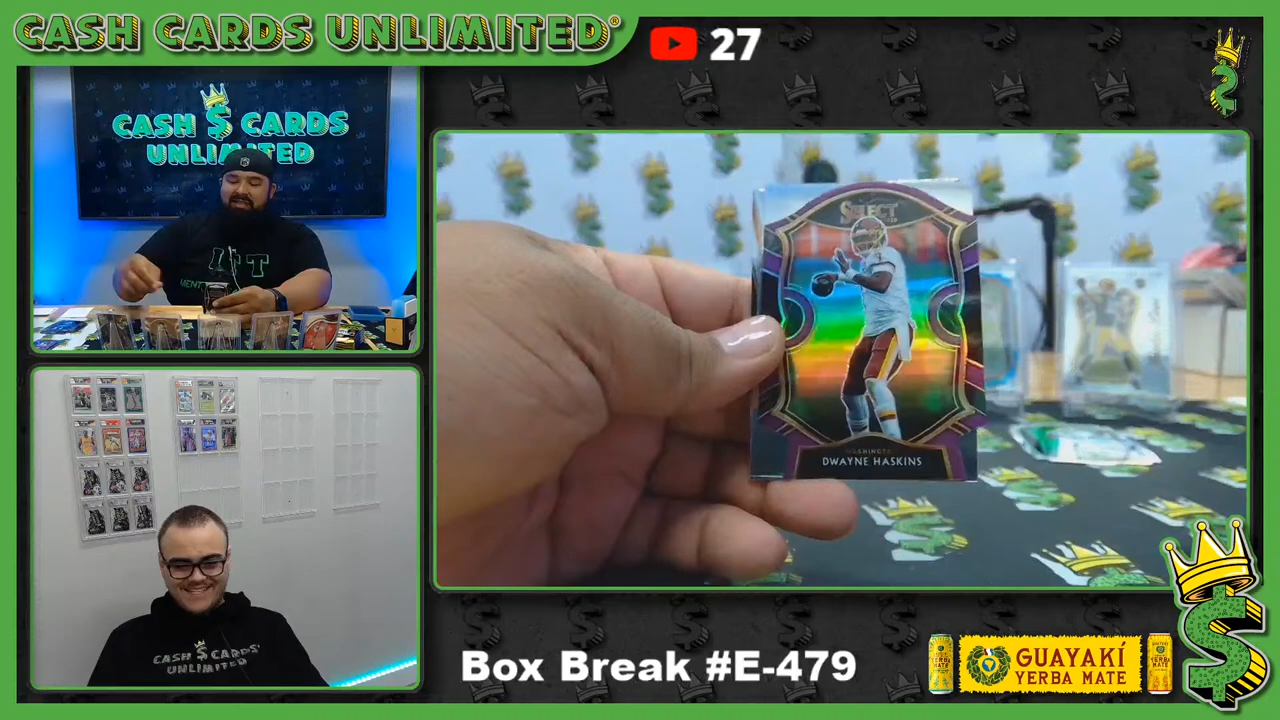 CASH CARDS UNLIMITED®
27
CASH $ CARDS
UNLIMITED
SELECT
WASHINGTON
DWAYNE HASKINS
CASH $ CARDS
UNLIMITED
Box Break #E-479
GUAYAKÍ
YERBA MATE